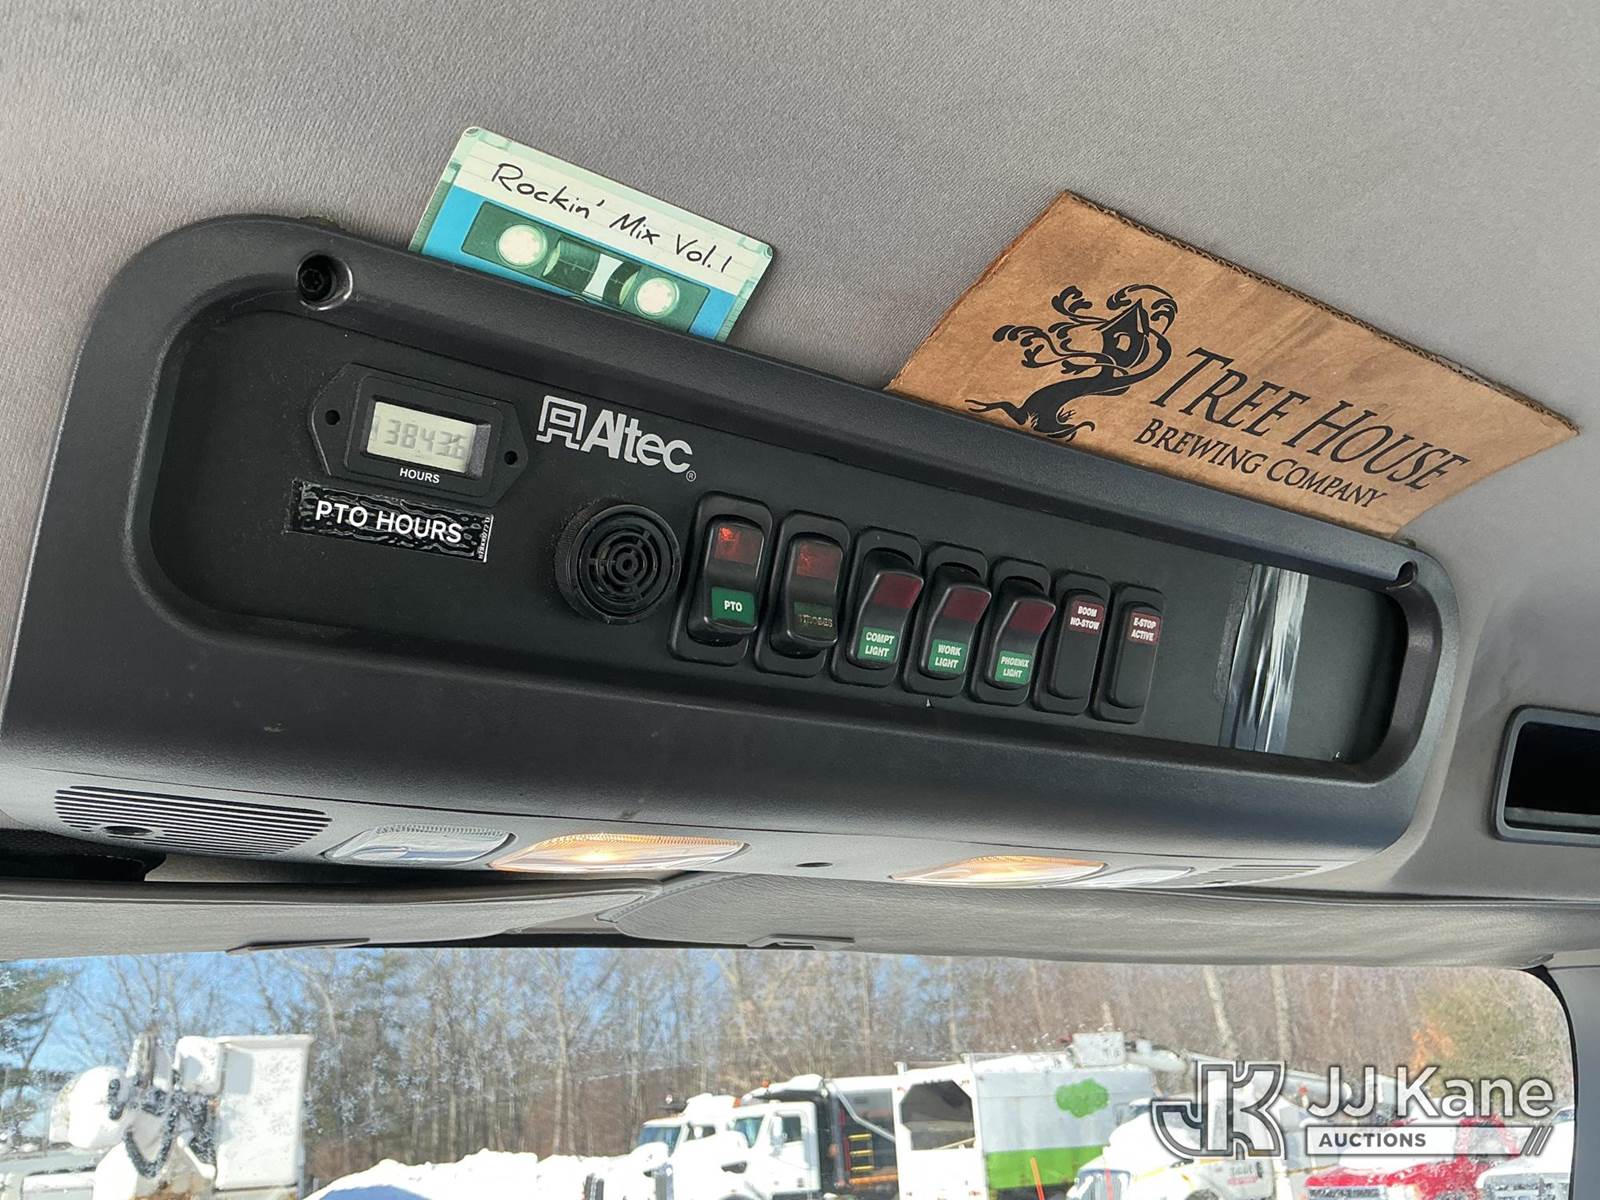 Rockin' Mix Vol. 1
TREE HOUSE
BREWING COMPANY
HOURS
Altec
®
PTO HOURS
PTO
STROBES
COMPT
LIGHT
WORK
LIGHT
PHOENIX
LIGHT
BOOM
NO-STOW
E-STOP
ACTIVE
JJ Kane
AUCTIONS